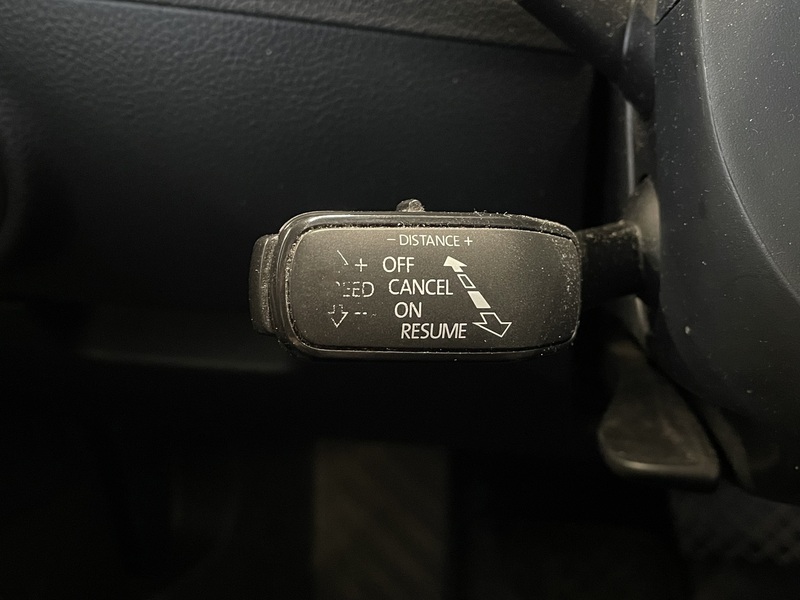 − DISTANCE +
+ OFF
CANCEL
ON
RESUME